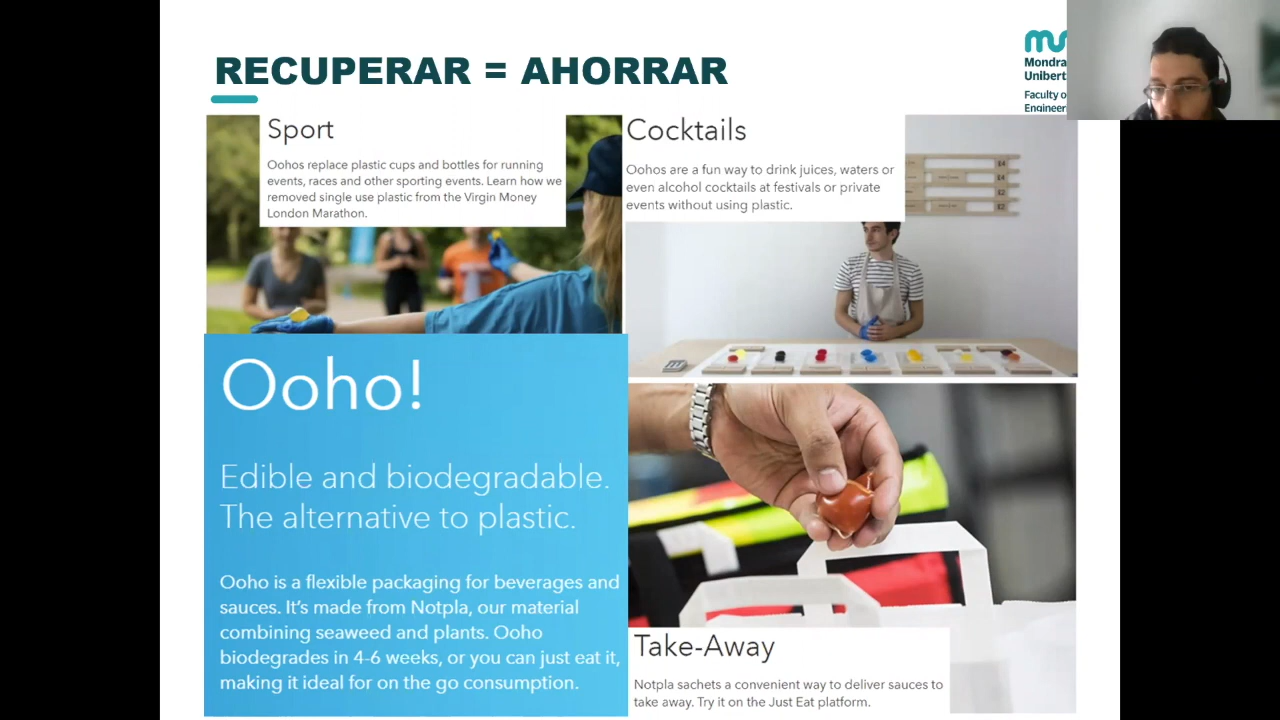 RECUPERAR = AHORRAR
Mondra
Unibert
Faculty o
Engineer
Sport
Oohos replace plastic cups and bottles for running
events, races and other sporting events. Learn how we
removed single use plastic from the Virgin Money
London Marathon.
Cocktails
Oohos are a fun way to drink juices, waters or
even alcohol cocktails at festivals or private
events without using plastic.
Ooho!
Edible and biodegradable.
The alternative to plastic.
Ooho is a flexible packaging for beverages and
sauces. It's made from Notpla, our material
combining seaweed and plants. Ooho
biodegrades in 4-6 weeks, or you can just eat it,
making it ideal for on the go consumption.
Take-Away
Notpla sachets a convenient way to deliver sauces to
take away. Try it on the Just Eat platform.